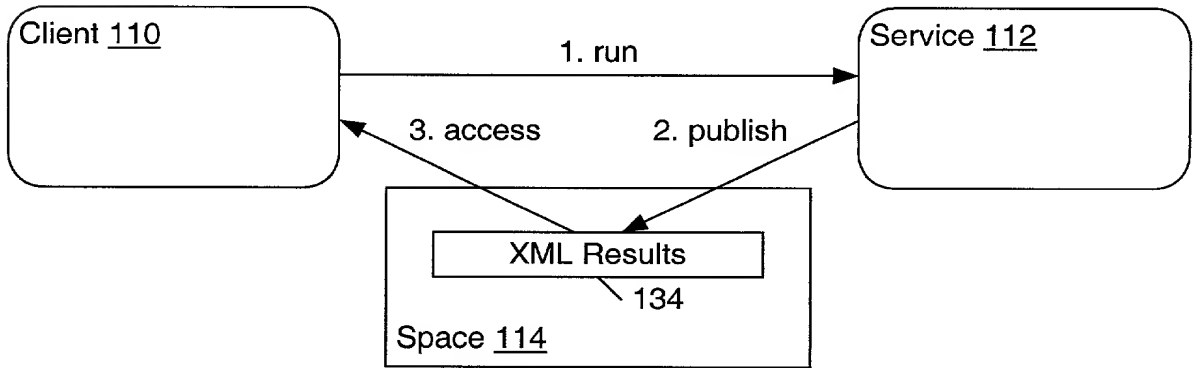 Client 110
Service 112
1. run
3. access
2. publish
XML Results
134
Space 114